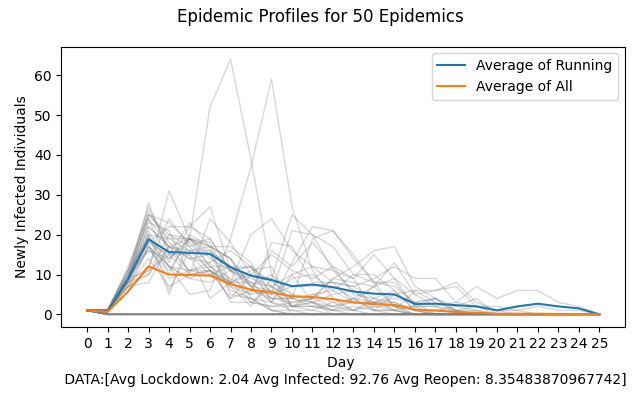 Epidemic Profiles for 50 Epidemics
Average of Running
Average of All
Newly Infected Individuals
60
50
40
30
20
10
0
0 1 2 3 4 5 6 7 8 9 10 11 12 13 14 15 16 17 18 19 20 21 22 23 24 25
Day
DATA:[Avg Lockdown: 2.04 Avg Infected: 92.76 Avg Reopen: 8.35483870967742]